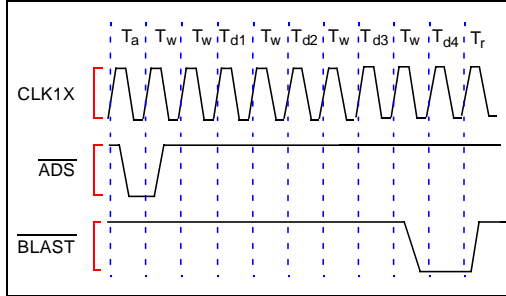 Ta Tw Tw Td1 Tw Td2 Tw Td3 Tw Td4 Tr
CLK1X
ADS
BLAST